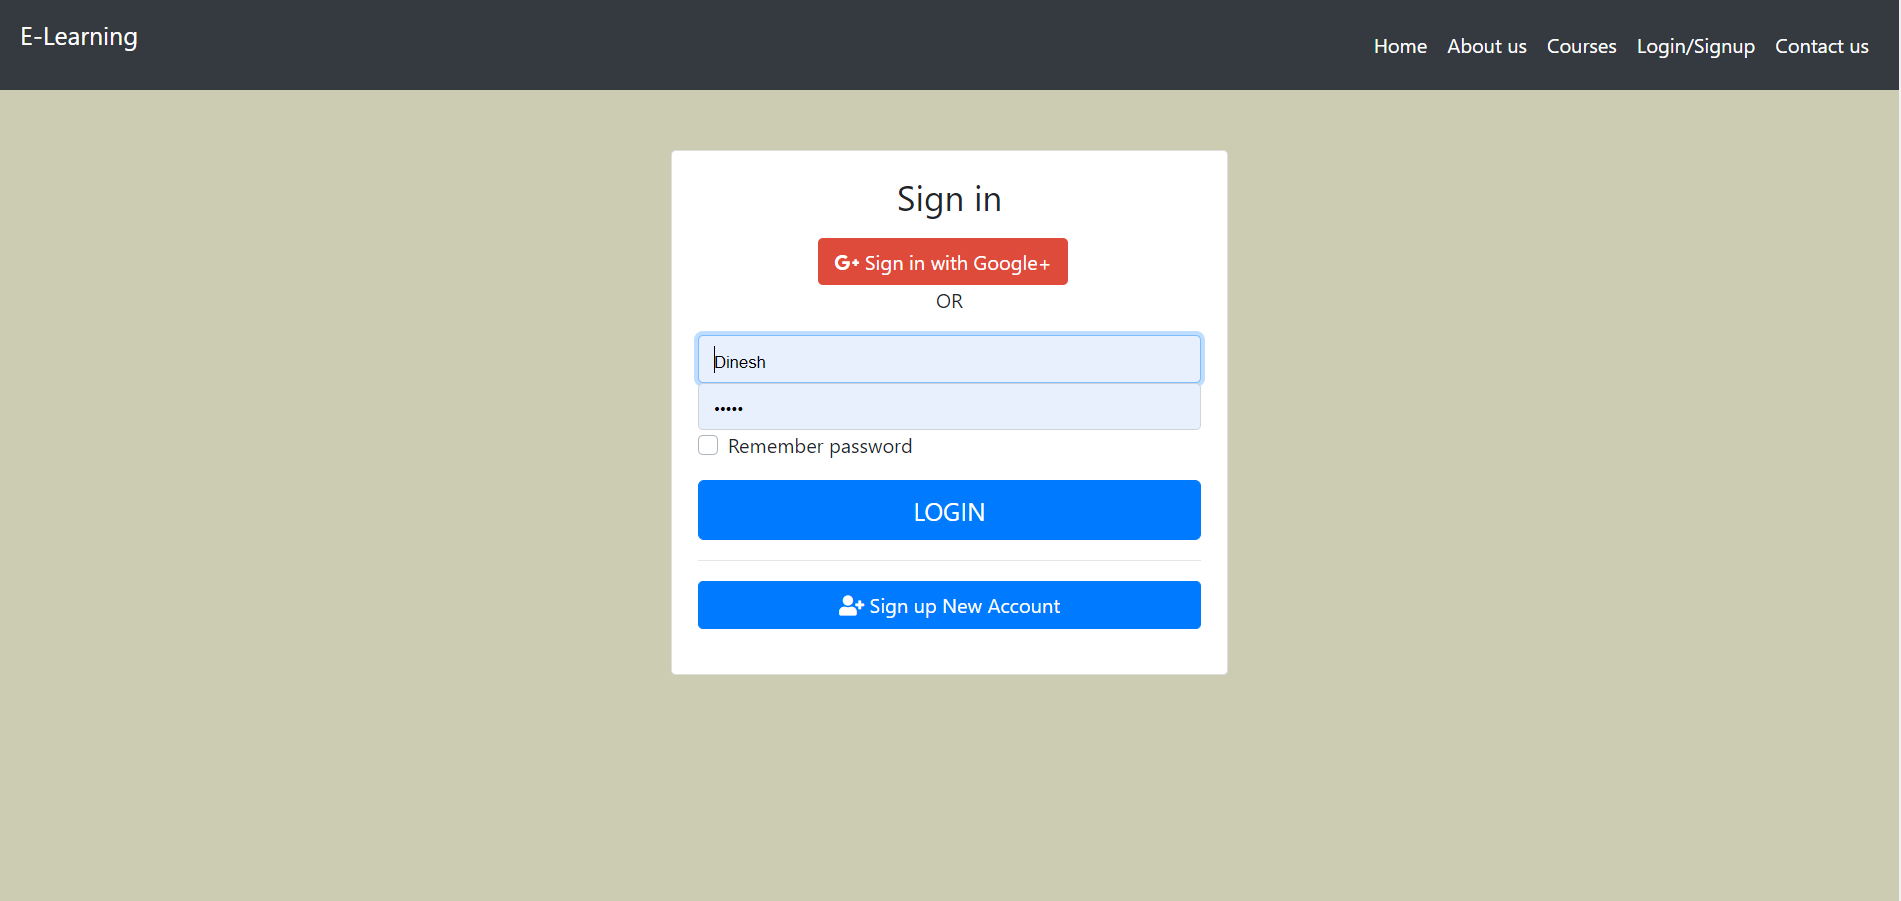 E-Learning
Home About us Courses Login/Signup Contact us
Sign in
G+ Sign in with Google+
OR
Dinesh
•••••
Remember password
LOGIN
Sign up New Account